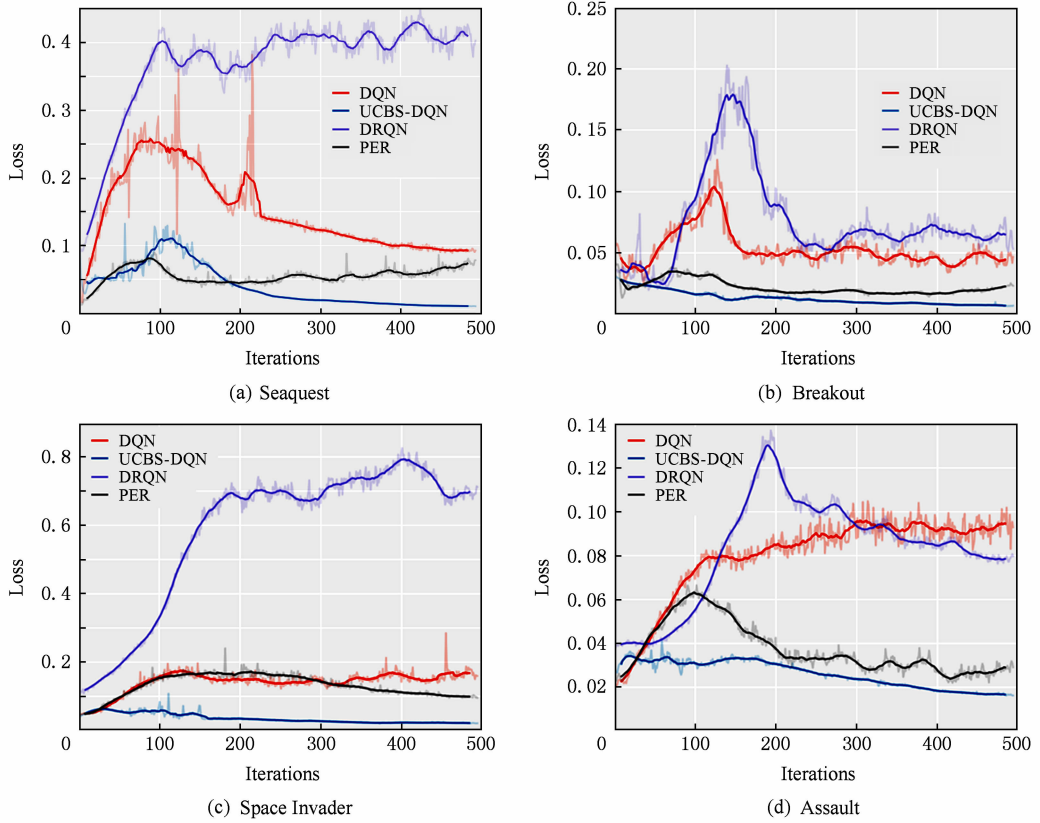 0.4
0.3
0.2
0.1
0
100
200
300
400
500
Loss
DQN
UCBS-DQN
DRQN
PER
Iterations
(a) Seaquest
0.25
0.20
0.15
0.10
0.05
0
100
200
300
400
500
Loss
DQN
UCBS-DQN
DRQN
PER
Iterations
(b) Breakout
0.8
0.6
0.4
0.2
0
100
200
300
400
500
Loss
DQN
UCBS-DQN
DRQN
PER
Iterations
(c) Space Invader
0.14
0.12
0.10
0.08
0.06
0.04
0.02
0
100
200
300
400
500
Loss
DQN
UCBS-DQN
DRQN
PER
Iterations
(d) Assault